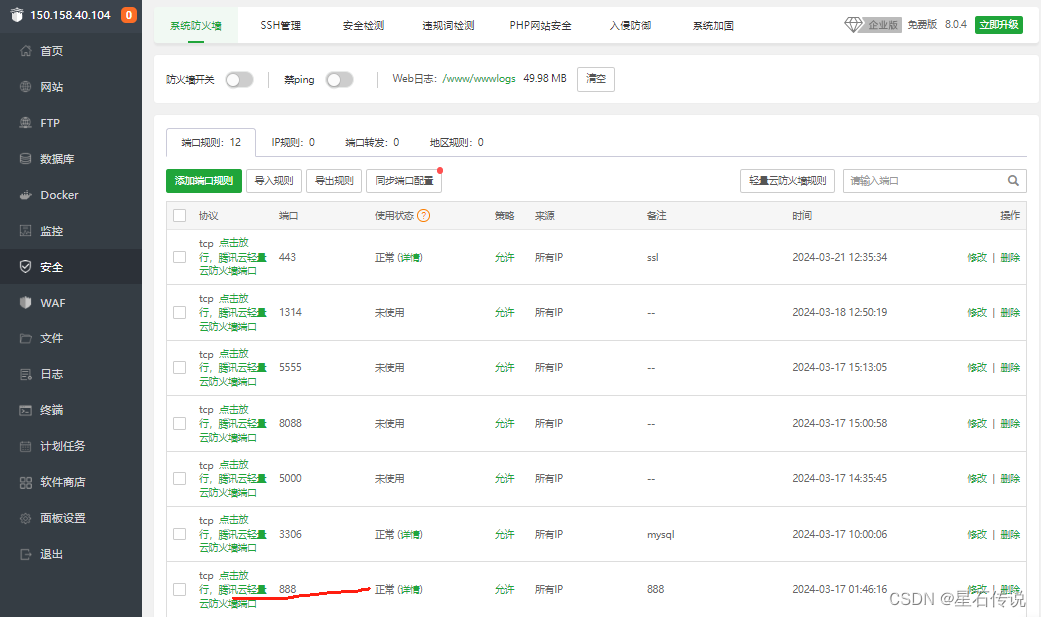 150.158.40.104 0
首页
网站
FTP
数据库
Docker
监控
安全
WAF
文件
日志
终端
计划任务
软件商店
面板设置
退出
系统防火墙 SSH管理 安全检测 违规词检测 PHP网站安全 入侵防御 系统加固 企业版 免费版 8.0.4 立即升级
防火墙开关 禁ping Web日志: /www/wwwlogs 49.98 MB 清空
端口规则: 12 IP规则: 0 端口转发: 0 地区规则: 0
添加端口规则 导入规则 导出规则 同步端口配置 轻量云防火墙规则 请输入端口
协议 端口 使用状态 ? 策略 来源 备注 时间 操作
tcp 点击放
行，腾讯云轻量 443 正常 (详情) 允许 所有IP ssl 2024-03-21 12:35:34 修改 | 删除
云防火墙端口
tcp 点击放
行，腾讯云轻量 1314 未使用 允许 所有IP -- 2024-03-18 12:50:19 修改 | 删除
云防火墙端口
tcp 点击放
行，腾讯云轻量 5555 未使用 允许 所有IP -- 2024-03-17 15:13:05 修改 | 删除
云防火墙端口
tcp 点击放
行，腾讯云轻量 8088 未使用 允许 所有IP -- 2024-03-17 15:00:58 修改 | 删除
云防火墙端口
tcp 点击放
行，腾讯云轻量 5000 未使用 允许 所有IP -- 2024-03-17 14:35:45 修改 | 删除
云防火墙端口
tcp 点击放
行，腾讯云轻量 3306 正常 (详情) 允许 所有IP mysql 2024-03-17 10:00:06 修改 | 删除
云防火墙端口
tcp 点击放
行，腾讯云轻量 888 正常 (详情) 允许 所有IP 888 2024-03-17 01:46:16 修改 | 删除
云防火墙端口
CSDN @星石传说